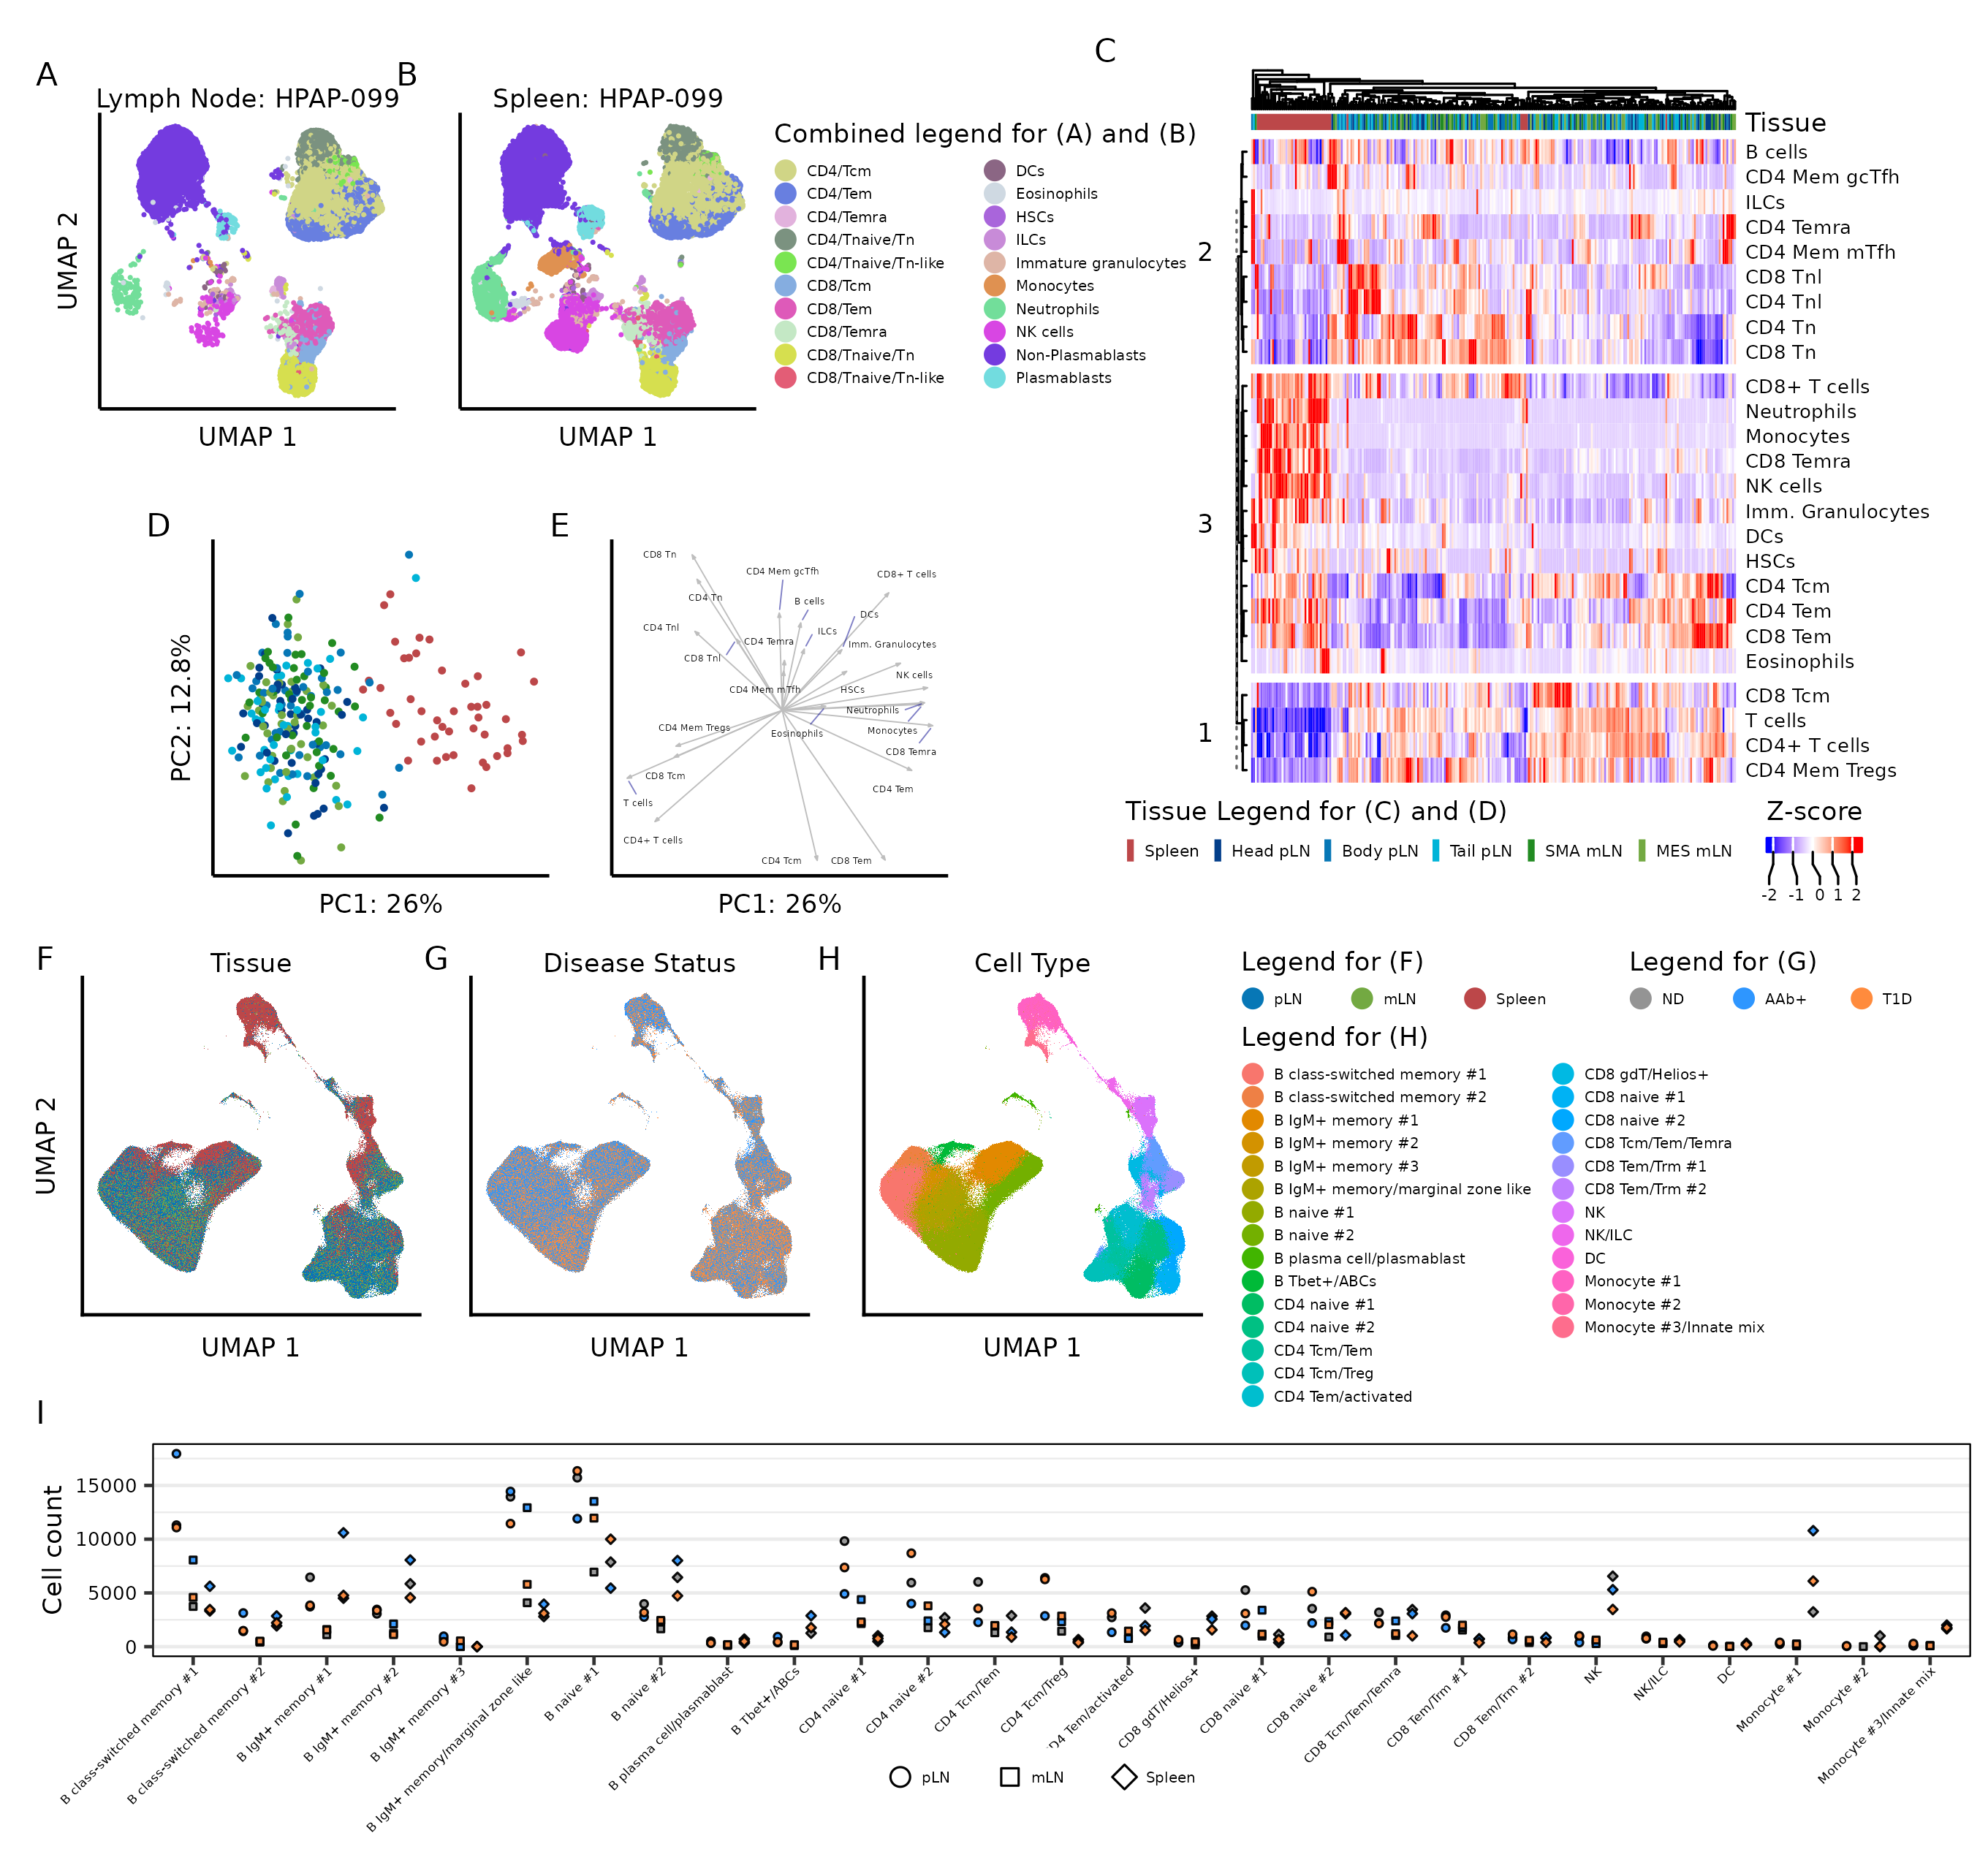 A
B
C
Lymph Node: HPAP-099
Spleen: HPAP-099
UMAP 2
UMAP 1
UMAP 1
Combined legend for (A) and (B)
CD4/Tcm
CD4/Tem
CD4/Temra
CD4/Tnaive/Tn
CD4/Tnaive/Tn-like
CD8/Tcm
CD8/Tem
CD8/Temra
CD8/Tnaive/Tn
CD8/Tnaive/Tn-like
DCs
Eosinophils
HSCs
ILCs
Immature granulocytes
Monocytes
Neutrophils
NK cells
Non-Plasmablasts
Plasmablasts
Tissue
2
B cells
CD4 Mem gcTfh
ILCs
CD4 Temra
CD4 Mem mTfh
CD8 Tnl
CD4 Tnl
CD4 Tn
CD8 Tn
3
CD8+ T cells
Neutrophils
Monocytes
CD8 Temra
NK cells
Imm. Granulocytes
DCs
HSCs
CD4 Tcm
CD4 Tem
CD8 Tem
Eosinophils
1
CD8 Tcm
T cells
CD4+ T cells
CD4 Mem Tregs
Tissue Legend for (C) and (D)
Spleen
Head pLN
Body pLN
Tail pLN
SMA mLN
MES mLN
Z-score
-2 -1 0 1 2
D
PC2: 12.8%
PC1: 26%
E
CD8 Tn
CD4 Mem gcTfh
CD8+ T cells
CD4 Tn
B cells
DCs
CD4 Tnl
ILCs
CD4 Temra
Imm. Granulocytes
CD8 Tnl
NK cells
CD4 Mem mTfh
HSCs
Neutrophils
CD4 Mem Tregs
Eosinophils
Monocytes
CD8 Temra
CD8 Tcm
CD4 Tem
T cells
CD4+ T cells
CD4 Tcm
CD8 Tem
PC1: 26%
F
Tissue
UMAP 2
UMAP 1
G
Disease Status
UMAP 1
H
Cell Type
UMAP 1
Legend for (F)
pLN
mLN
Spleen
Legend for (G)
ND
AAb+
T1D
Legend for (H)
B class-switched memory #1
B class-switched memory #2
B IgM+ memory #1
B IgM+ memory #2
B IgM+ memory #3
B IgM+ memory/marginal zone like
B naive #1
B naive #2
B plasma cell/plasmablast
B Tbet+/ABCs
CD4 naive #1
CD4 naive #2
CD4 Tcm/Tem
CD4 Tcm/Treg
CD4 Tem/activated
CD8 gdT/Helios+
CD8 naive #1
CD8 naive #2
CD8 Tcm/Tem/Temra
CD8 Tem/Trm #1
CD8 Tem/Trm #2
NK
NK/ILC
DC
Monocyte #1
Monocyte #2
Monocyte #3/Innate mix
I
Cell count
15000
10000
5000
0
B class-switched memory #1
B class-switched memory #2
B IgM+ memory #1
B IgM+ memory #2
B IgM+ memory #3
B IgM+ memory/marginal zone like
B naive #1
B naive #2
B plasma cell/plasmablast
B Tbet+/ABCs
CD4 naive #1
CD4 naive #2
CD4 Tcm/Tem
CD4 Tcm/Treg
D4 Tem/activated
CD8 gdT/Helios+
CD8 naive #1
CD8 naive #2
CD8 Tcm/Tem/Temra
CD8 Tem/Trm #1
CD8 Tem/Trm #2
NK
NK/ILC
DC
Monocyte #1
Monocyte #2
Monocyte #3/Innate mix
pLN
mLN
Spleen